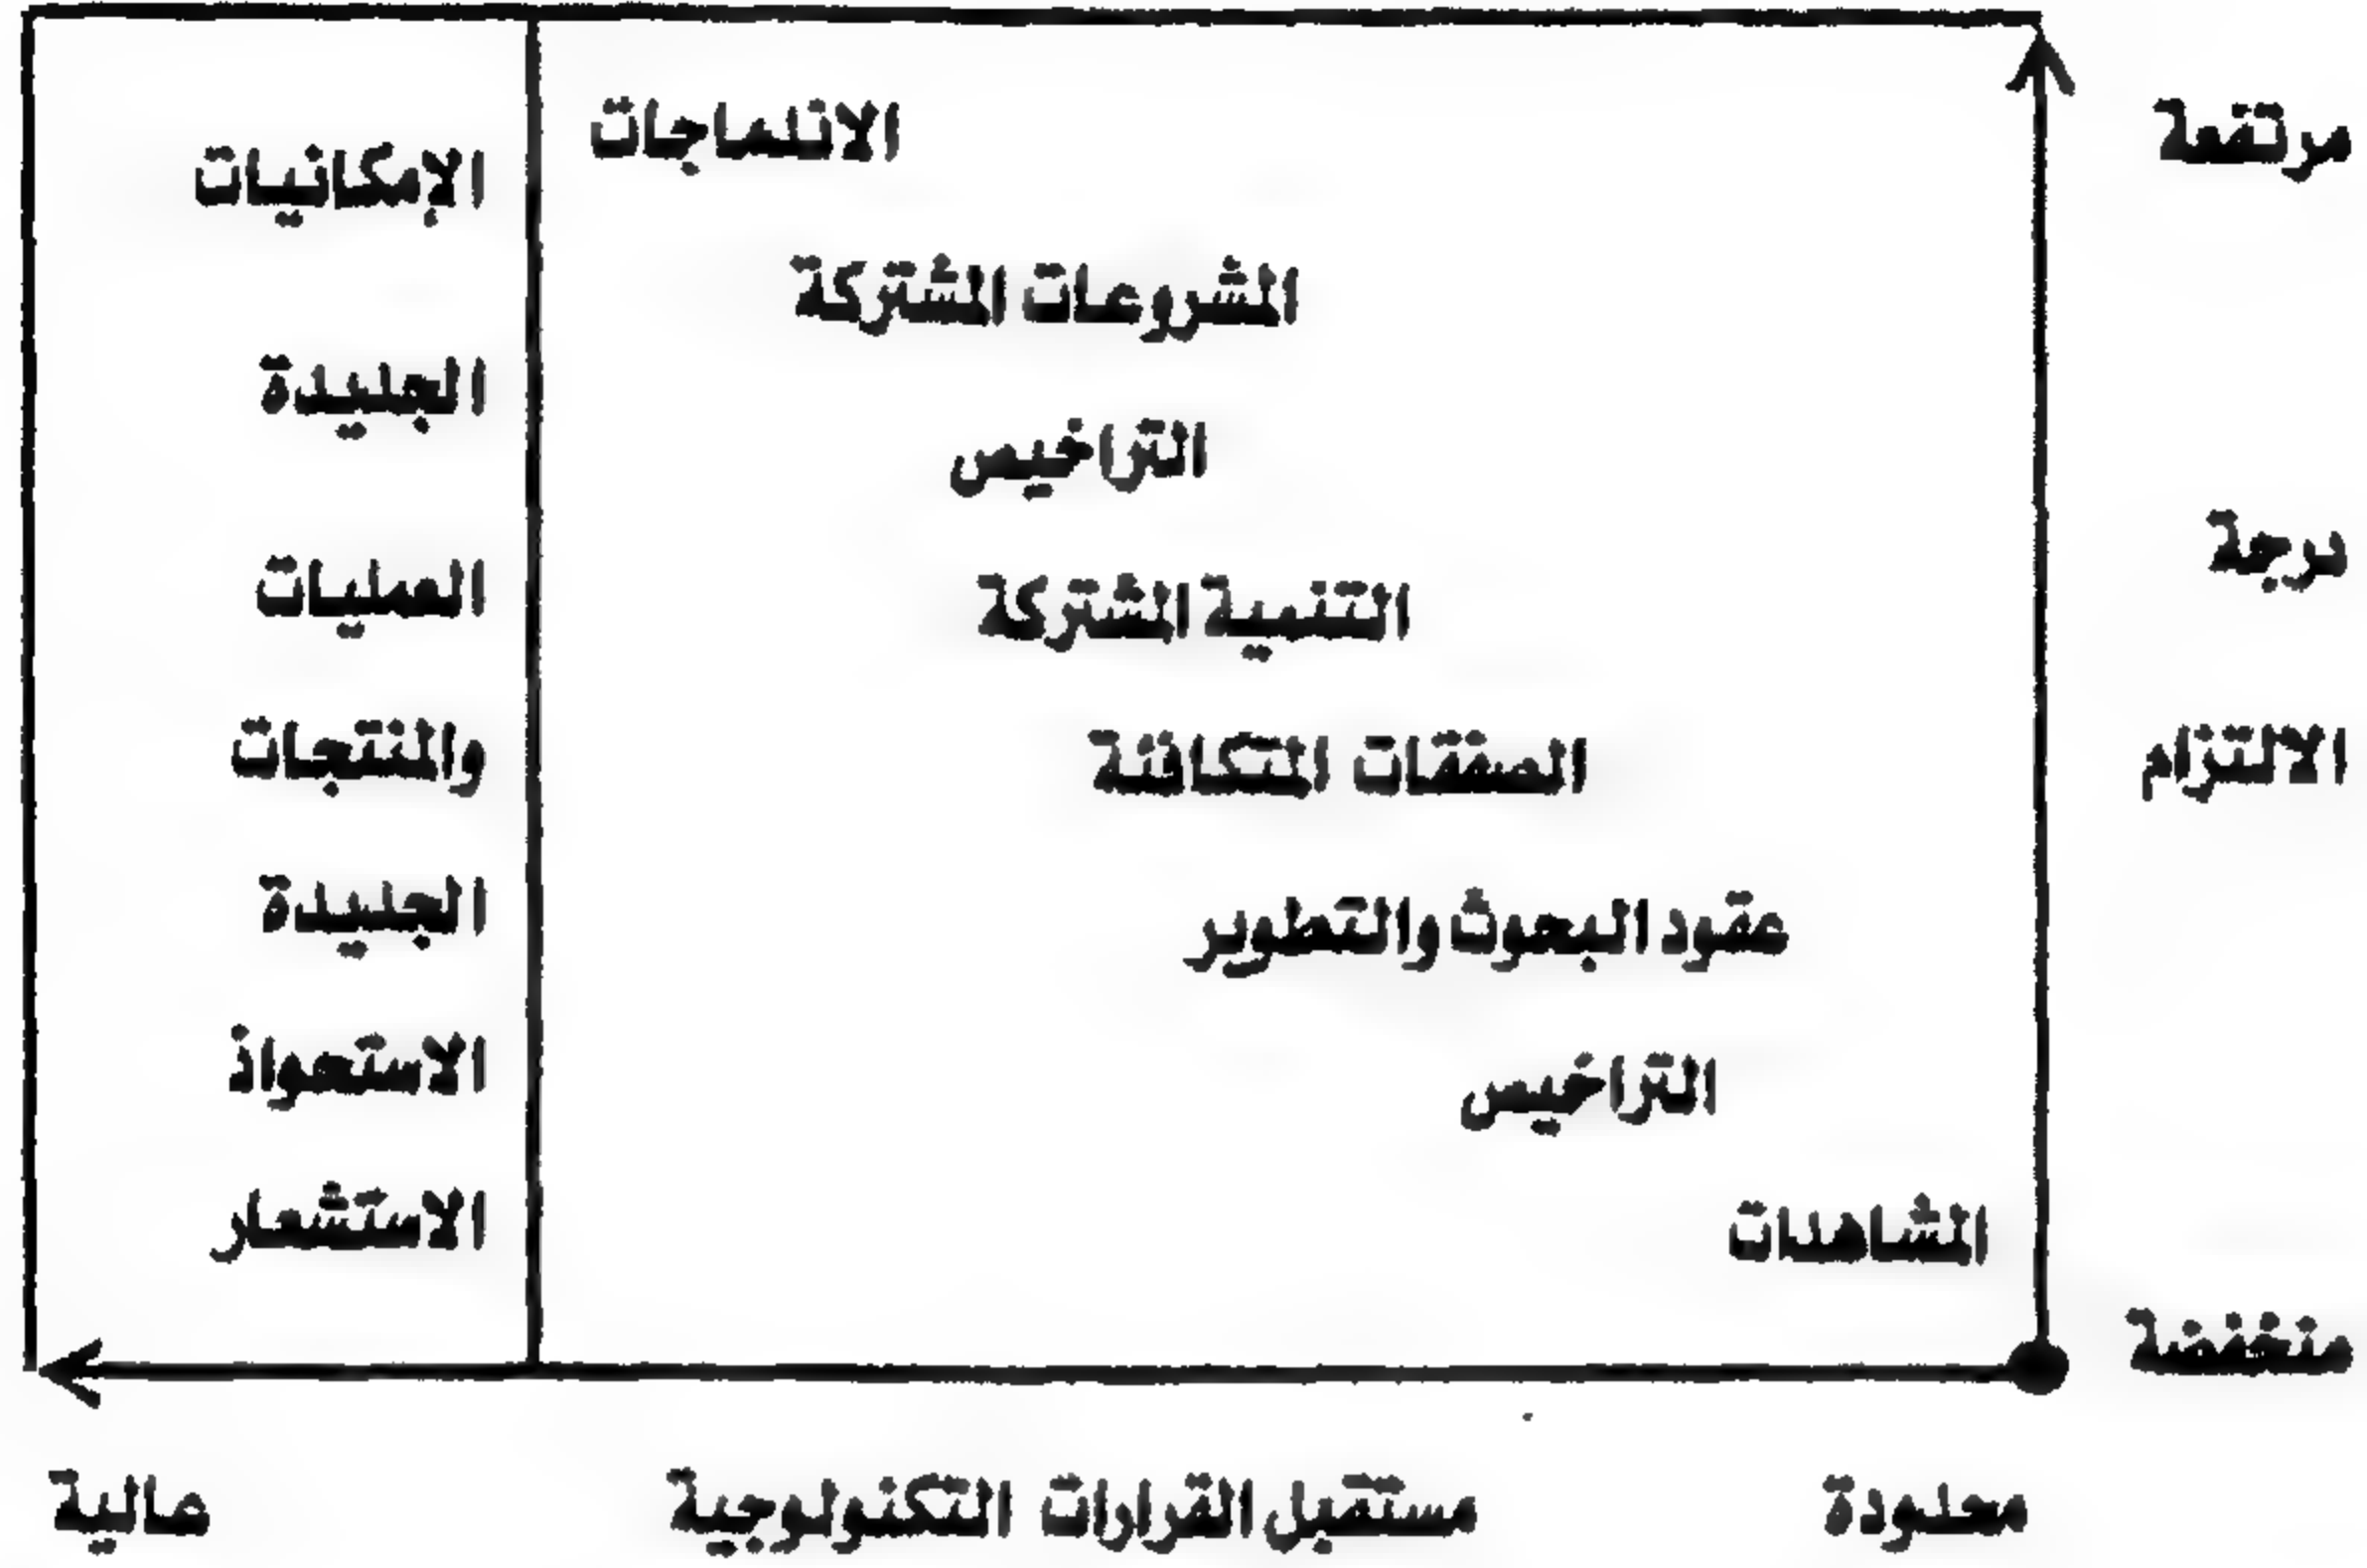 مرتفعة
درجة
الالتزام
منخفضة
الاندماجات
المشروعات المشتركة
التراخيص
التنمية المشتركة
الصفقات المتكافئة
عقود البحوث والتطوير
التراخيص
المشاهدات
الإمكانيات
الجديدة
العمليات
والمنتجات
الجديدة
الاستحواذ
الاستشعار
محدودة
مستقبل القرارات التكنولوجية
عالية